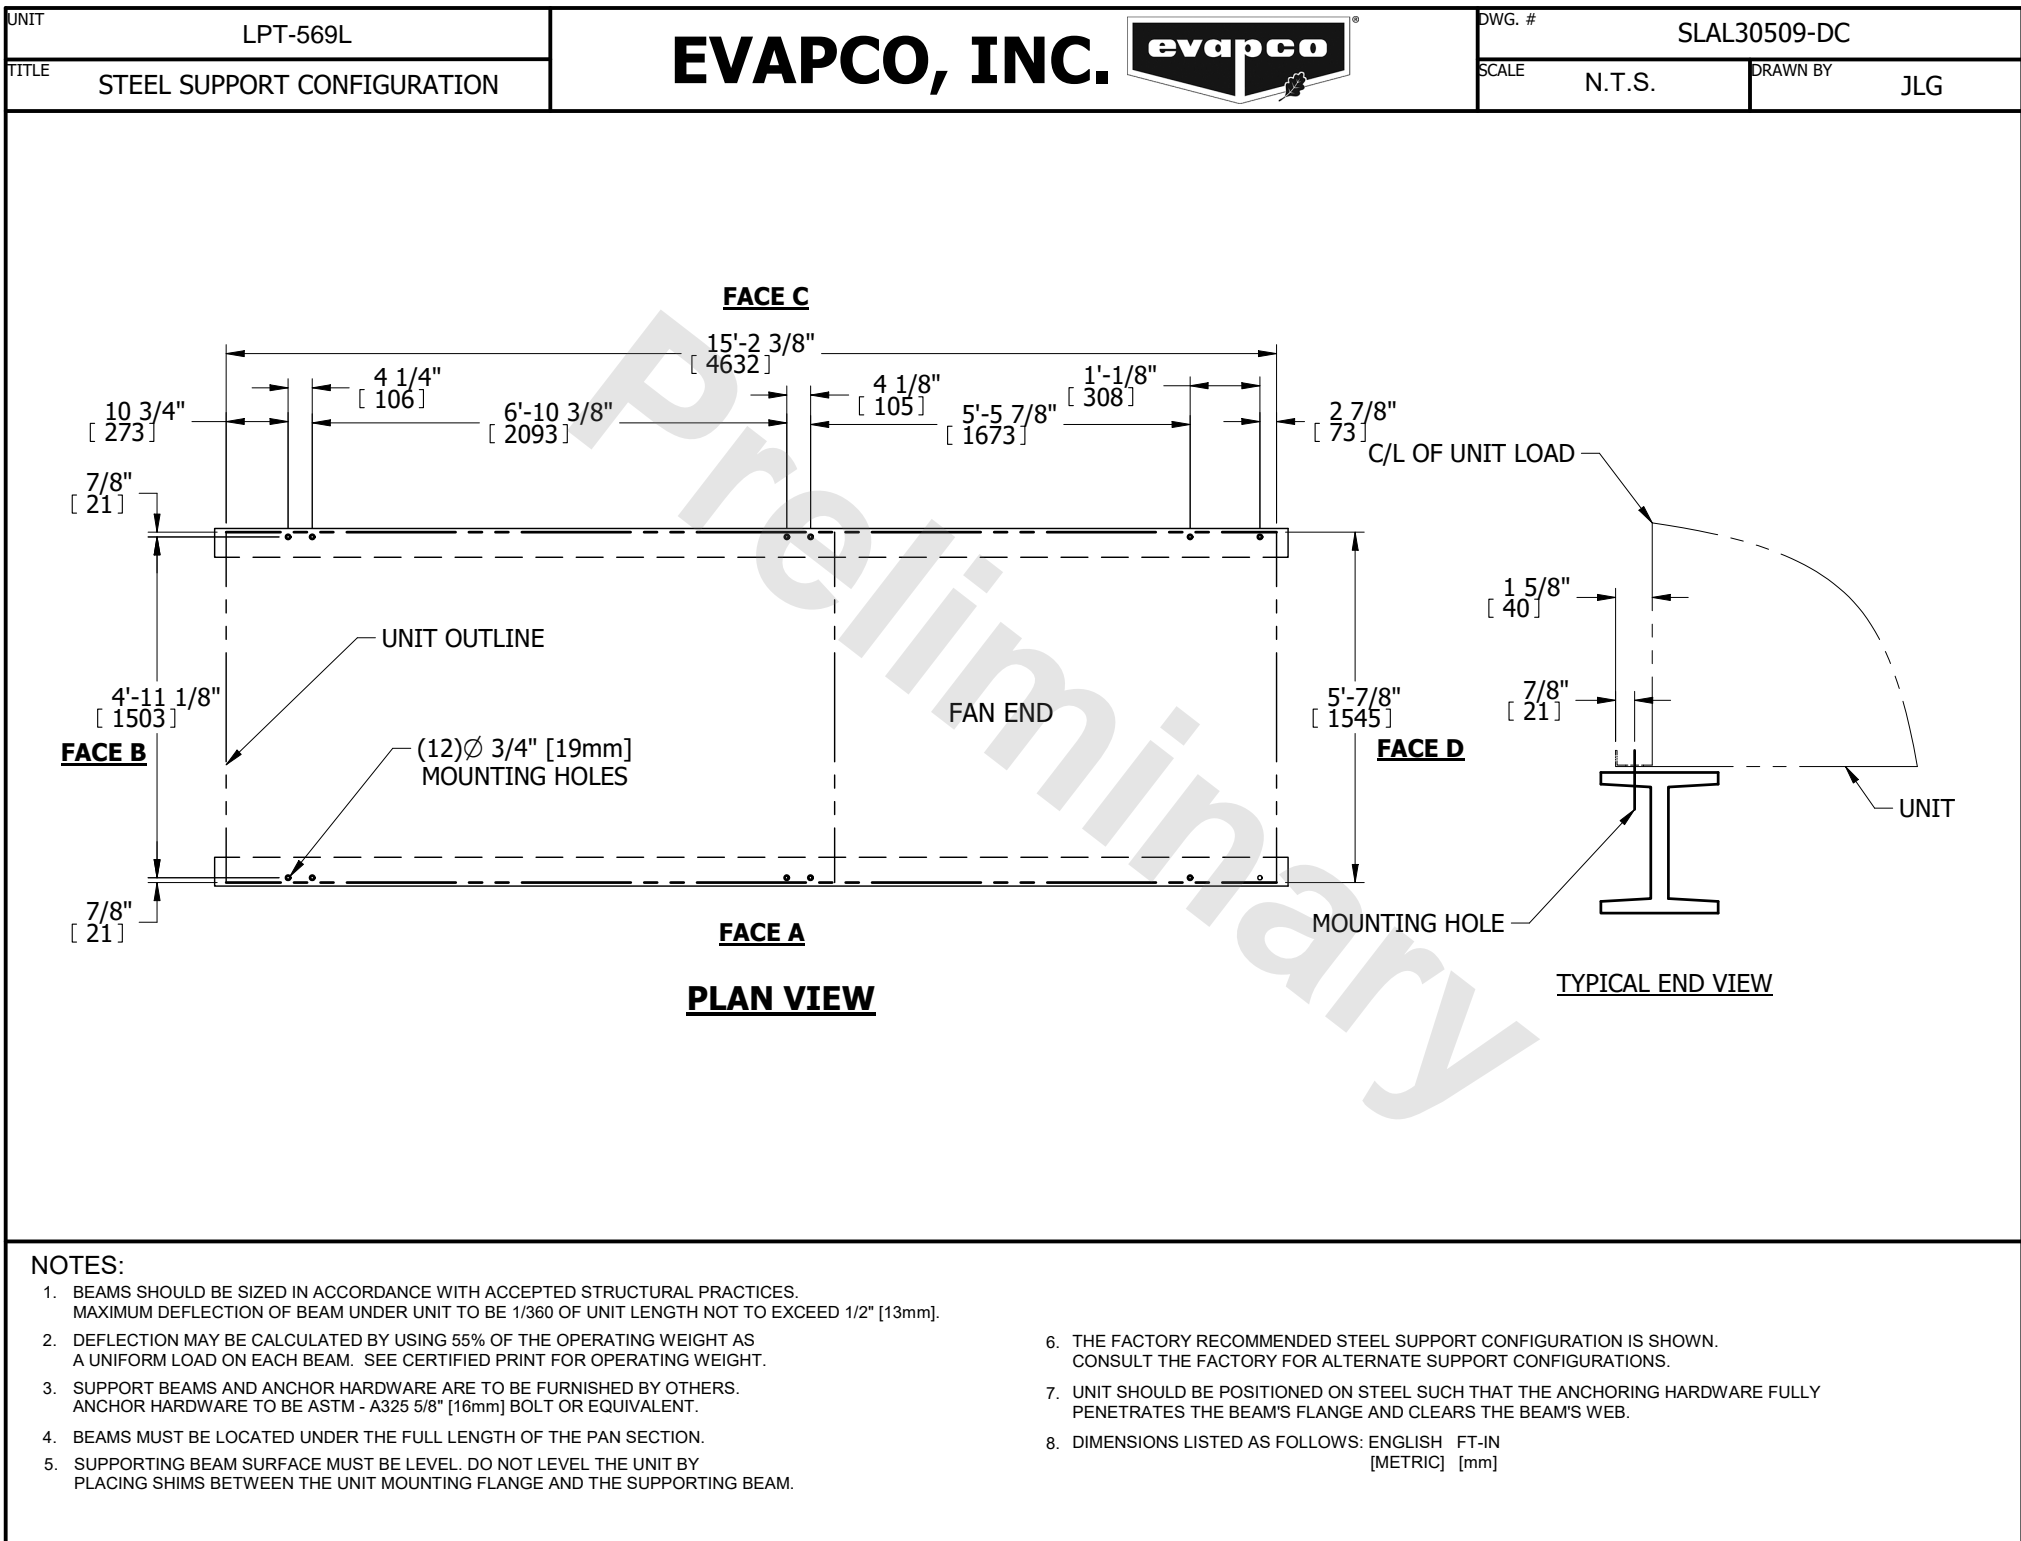 UNIT
LPT-569L
TITLE
STEEL SUPPORT CONFIGURATION
EVAPCO, INC.
evapco
®
DWG. #
SLAL30509-DC
SCALE
N.T.S.
DRAWN BY
JLG
FACE C
15'-2 3/8"
[ 4632 ]
4 1/4"
[ 106 ]
4 1/8"
[ 105 ]
1'-1/8"
[ 308 ]
10 3/4"
[ 273 ]
6'-10 3/8"
[ 2093 ]
5'-5 7/8"
[ 1673 ]
2 7/8"
[ 73 ]
C/L OF UNIT LOAD
7/8"
[ 21 ]
1 5/8"
[ 40 ]
UNIT OUTLINE
4'-11 1/8"
[ 1503 ]
FAN END
5'-7/8"
[ 1545 ]
7/8"
[ 21 ]
FACE B
(12)Ø 3/4" [19mm]
MOUNTING HOLES
FACE D
UNIT
7/8"
[ 21 ]
FACE A
MOUNTING HOLE
PLAN VIEW
TYPICAL END VIEW
Preliminary
NOTES:
1. BEAMS SHOULD BE SIZED IN ACCORDANCE WITH ACCEPTED STRUCTURAL PRACTICES.
MAXIMUM DEFLECTION OF BEAM UNDER UNIT TO BE 1/360 OF UNIT LENGTH NOT TO EXCEED 1/2" [13mm].
2. DEFLECTION MAY BE CALCULATED BY USING 55% OF THE OPERATING WEIGHT AS
A UNIFORM LOAD ON EACH BEAM. SEE CERTIFIED PRINT FOR OPERATING WEIGHT.
3. SUPPORT BEAMS AND ANCHOR HARDWARE ARE TO BE FURNISHED BY OTHERS.
ANCHOR HARDWARE TO BE ASTM - A325 5/8" [16mm] BOLT OR EQUIVALENT.
4. BEAMS MUST BE LOCATED UNDER THE FULL LENGTH OF THE PAN SECTION.
5. SUPPORTING BEAM SURFACE MUST BE LEVEL. DO NOT LEVEL THE UNIT BY
PLACING SHIMS BETWEEN THE UNIT MOUNTING FLANGE AND THE SUPPORTING BEAM.
6. THE FACTORY RECOMMENDED STEEL SUPPORT CONFIGURATION IS SHOWN.
CONSULT THE FACTORY FOR ALTERNATE SUPPORT CONFIGURATIONS.
7. UNIT SHOULD BE POSITIONED ON STEEL SUCH THAT THE ANCHORING HARDWARE FULLY
PENETRATES THE BEAM'S FLANGE AND CLEARS THE BEAM'S WEB.
8. DIMENSIONS LISTED AS FOLLOWS: ENGLISH FT-IN
[METRIC] [mm]